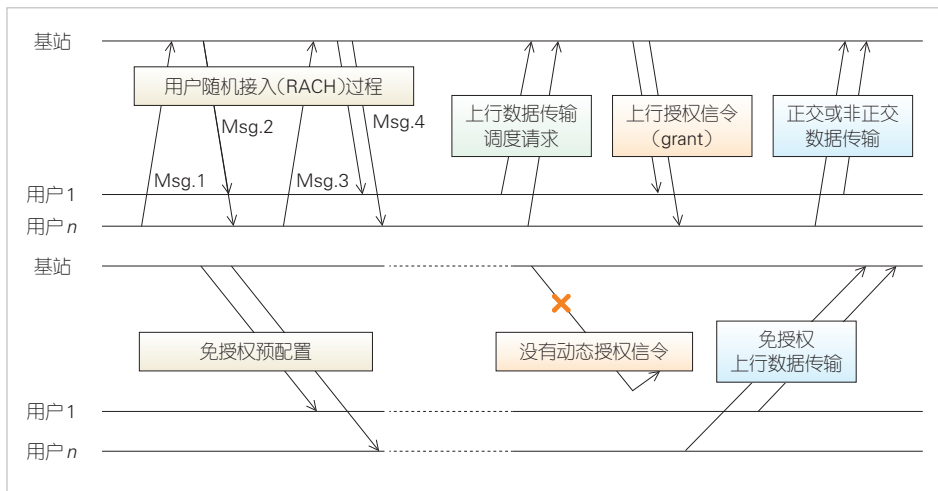 基站
用户随机接入(RACH)过程
Msg.2
Msg.4
Msg.1
Msg.3
上行数据传输
调度请求
上行授权信令
(grant)
正交或非正交
数据传输
用户1
用户n
基站
免授权预配置
没有动态授权信令
免授权
上行数据传输
用户1
用户n